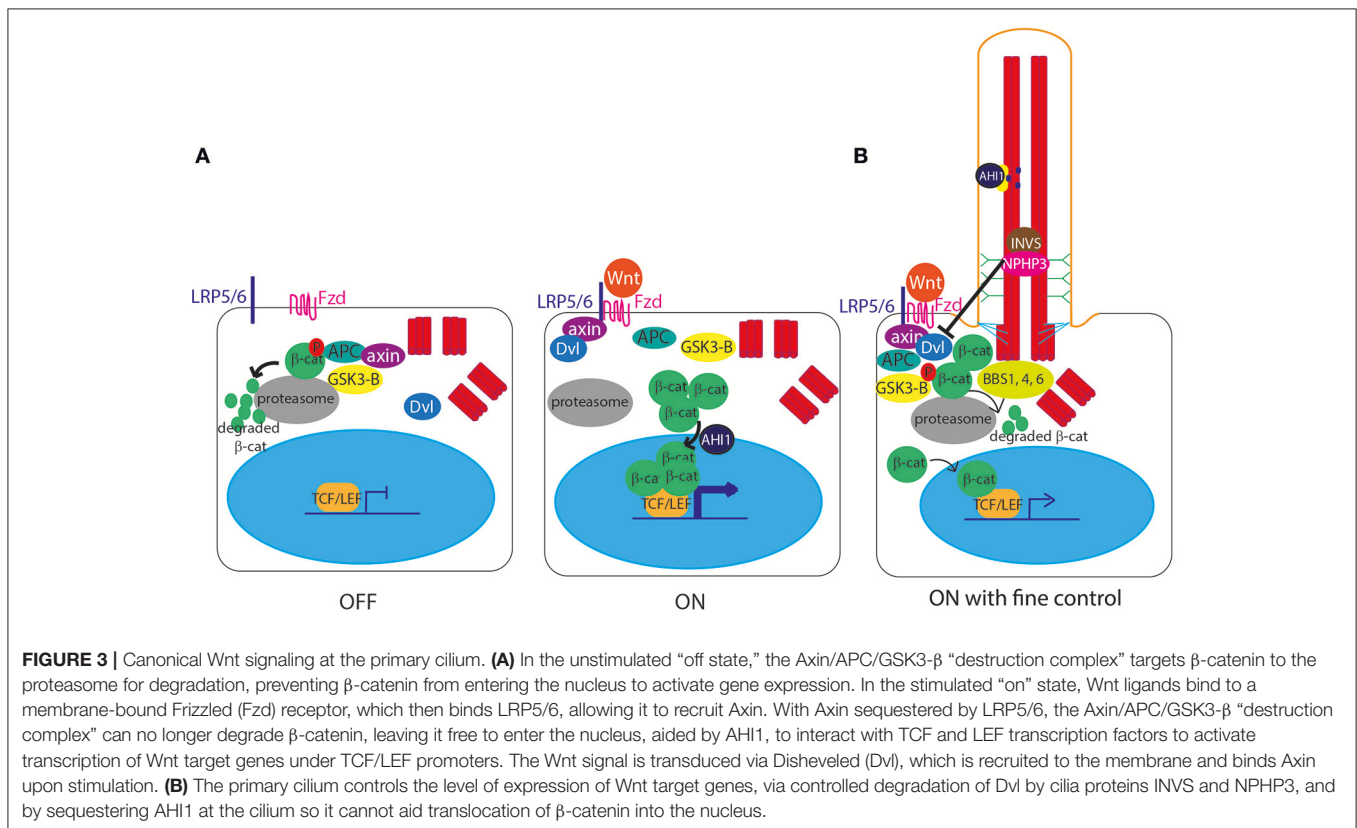 A
B
AHI1
INVS
NPHP3
Wnt
Wnt
LRP5/6
Fzd
LRP5/6
Fzd
LRP5/6
Fzd
axin
Dvl
APC
GSK3-B
axin
Dvl
β-cat
APC
P
β-cat
APC
axin
GSK3-B
P
β-cat
GSK3-B
BBS1, 4, 6
proteasome
Dvl
proteasome
β-cat
β-cat
β-cat
proteasome
degraded
β-cat
degraded β-cat
AHI1
β-cat
β-ca
β-cat
β-cat
β-cat
TCF/LEF
TCF/LEF
TCF/LEF
OFF
ON
ON with fine control
FIGURE 3 | Canonical Wnt signaling at the primary cilium. (A) In the unstimulated “off state,” the Axin/APC/GSK3-β “destruction complex” targets β-catenin to the
proteasome for degradation, preventing β-catenin from entering the nucleus to activate gene expression. In the stimulated “on” state, Wnt ligands bind to a
membrane-bound Frizzled (Fzd) receptor, which then binds LRP5/6, allowing it to recruit Axin. With Axin sequestered by LRP5/6, the Axin/APC/GSK3-β “destruction
complex” can no longer degrade β-catenin, leaving it free to enter the nucleus, aided by AHI1, to interact with TCF and LEF transcription factors to activate
transcription of Wnt target genes under TCF/LEF promoters. The Wnt signal is transduced via Disheveled (Dvl), which is recruited to the membrane and binds Axin
upon stimulation. (B) The primary cilium controls the level of expression of Wnt target genes, via controlled degradation of Dvl by cilia proteins INVS and NPHP3, and
by sequestering AHI1 at the cilium so it cannot aid translocation of β-catenin into the nucleus.